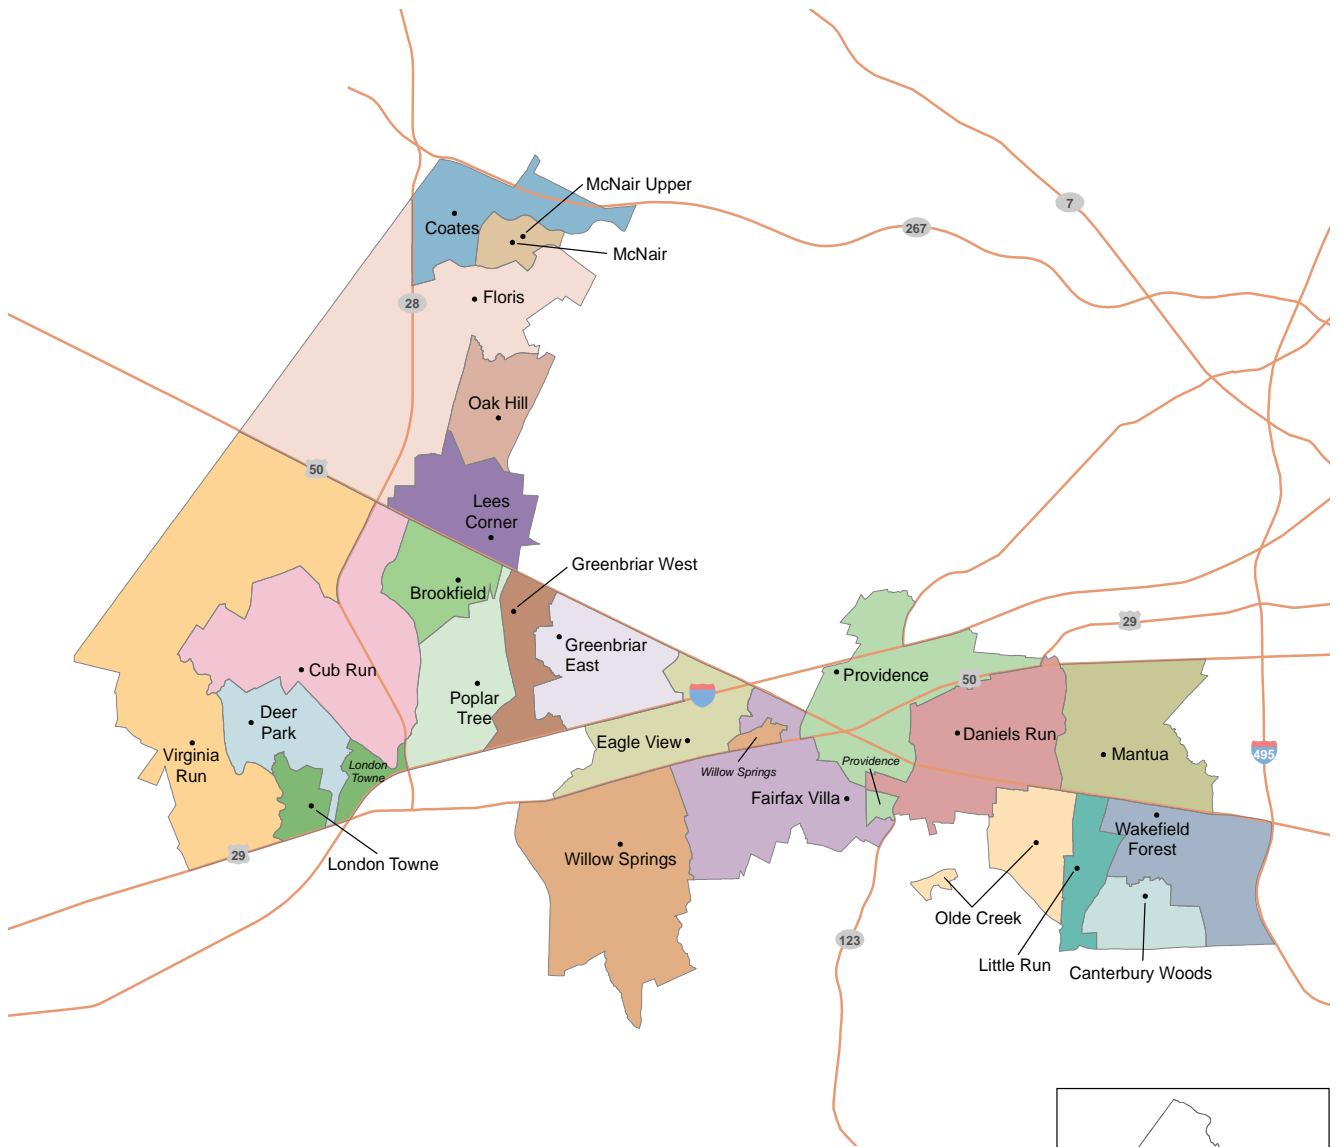 McNair Upper
7
Coates
267
McNair
Floris
28
Oak Hill
50
Lees
Corner
Greenbriar West
Brookfield
29
Greenbriar
East
Cub Run
Providence
50
Poplar
Tree
Deer
Park
Daniels Run
Eagle View
Virginia
Run
Mantua
495
London
Towne
Willow Springs
Providence
Fairfax Villa
Wakefield
Forest
29
London Towne
Willow Springs
Olde Creek
123
Little Run
Canterbury Woods